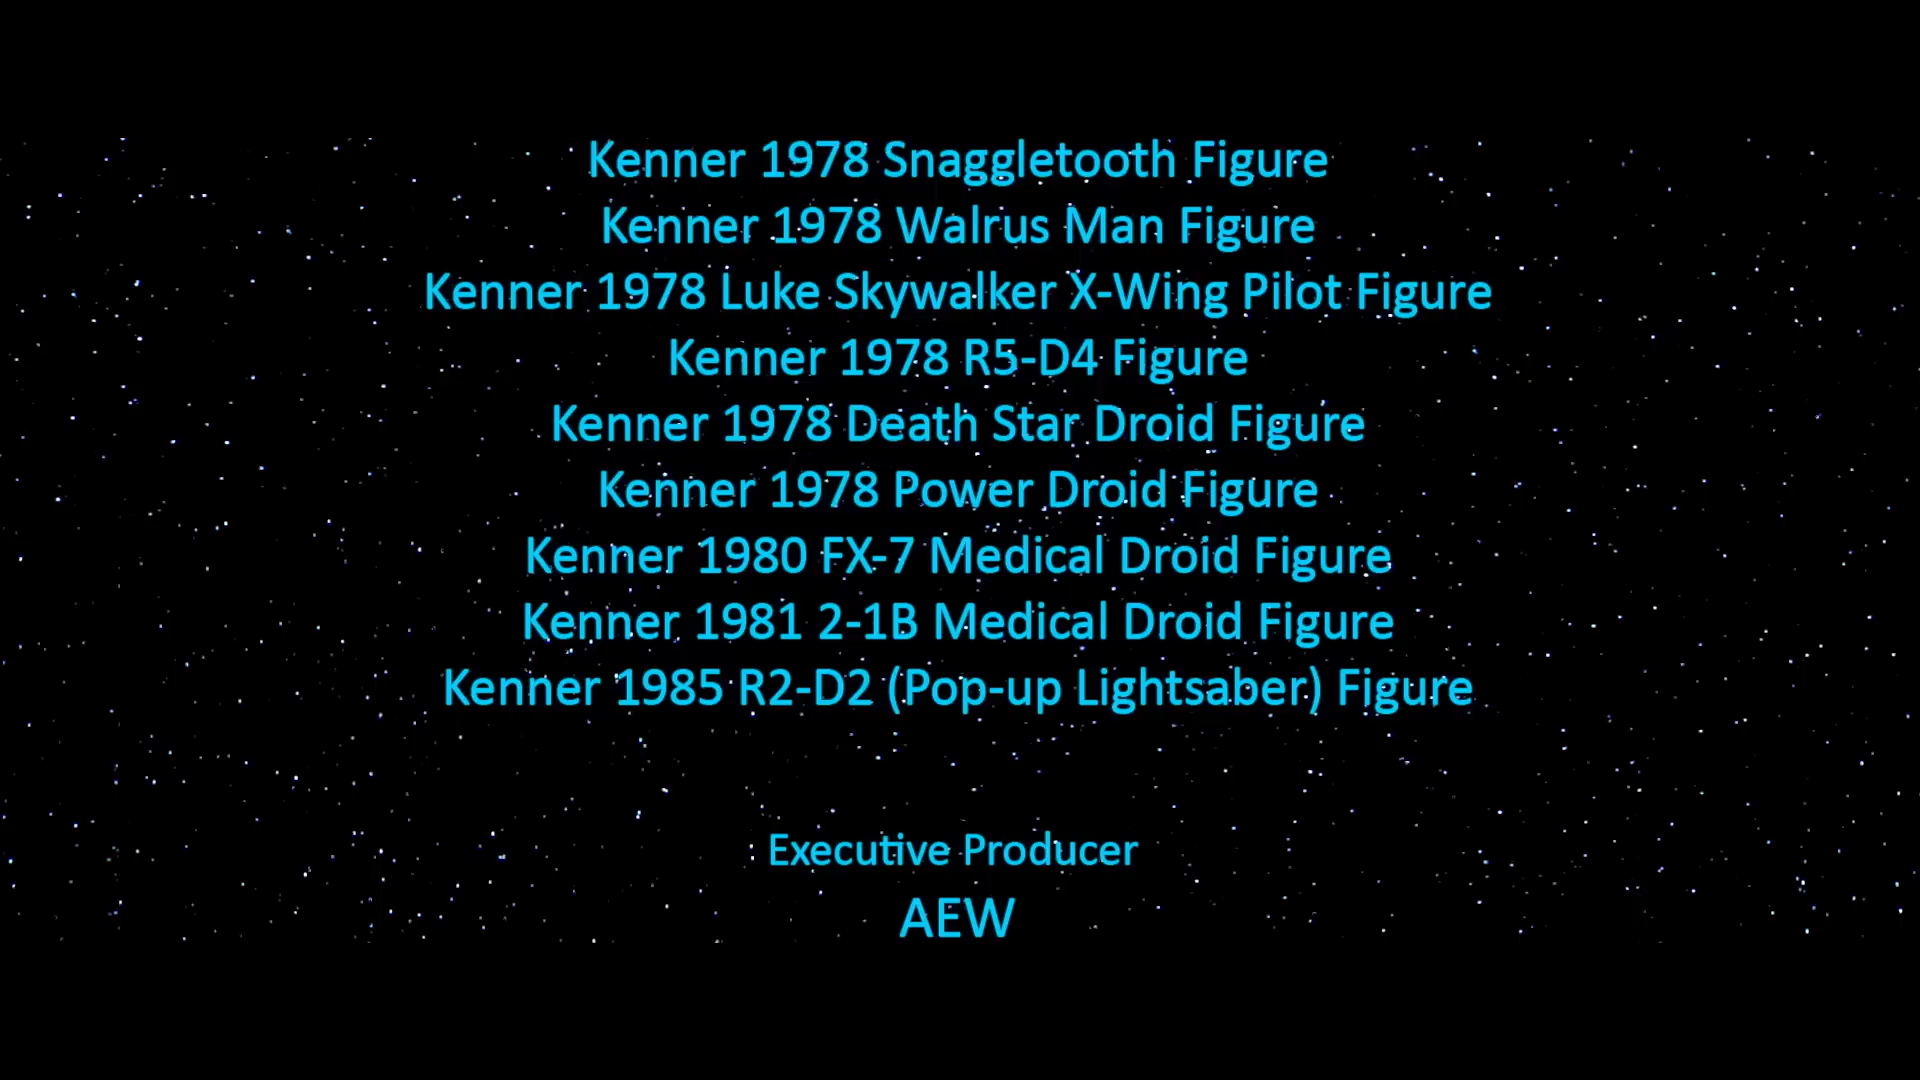 Kenner 1978 Snaggletooth Figure
Kenner 1978 Walrus Man Figure
Kenner 1978 Luke Skywalker X-Wing Pilot Figure
Kenner 1978 R5-D4 Figure
Kenner 1978 Death Star Droid Figure
Kenner 1978 Power Droid Figure
Kenner 1980 FX-7 Medical Droid Figure
Kenner 1981 2-1B Medical Droid Figure
Kenner 1985 R2-D2 (Pop-up Lightsaber) Figure
Executive Producer
AEW